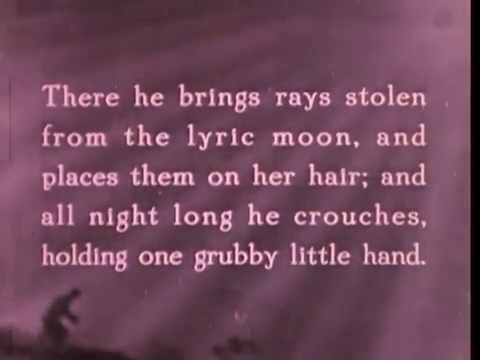 There he brings rays stolen
from the lyric moon, and
places them on her hair; and
all night long he crouches,
holding one grubby little hand.